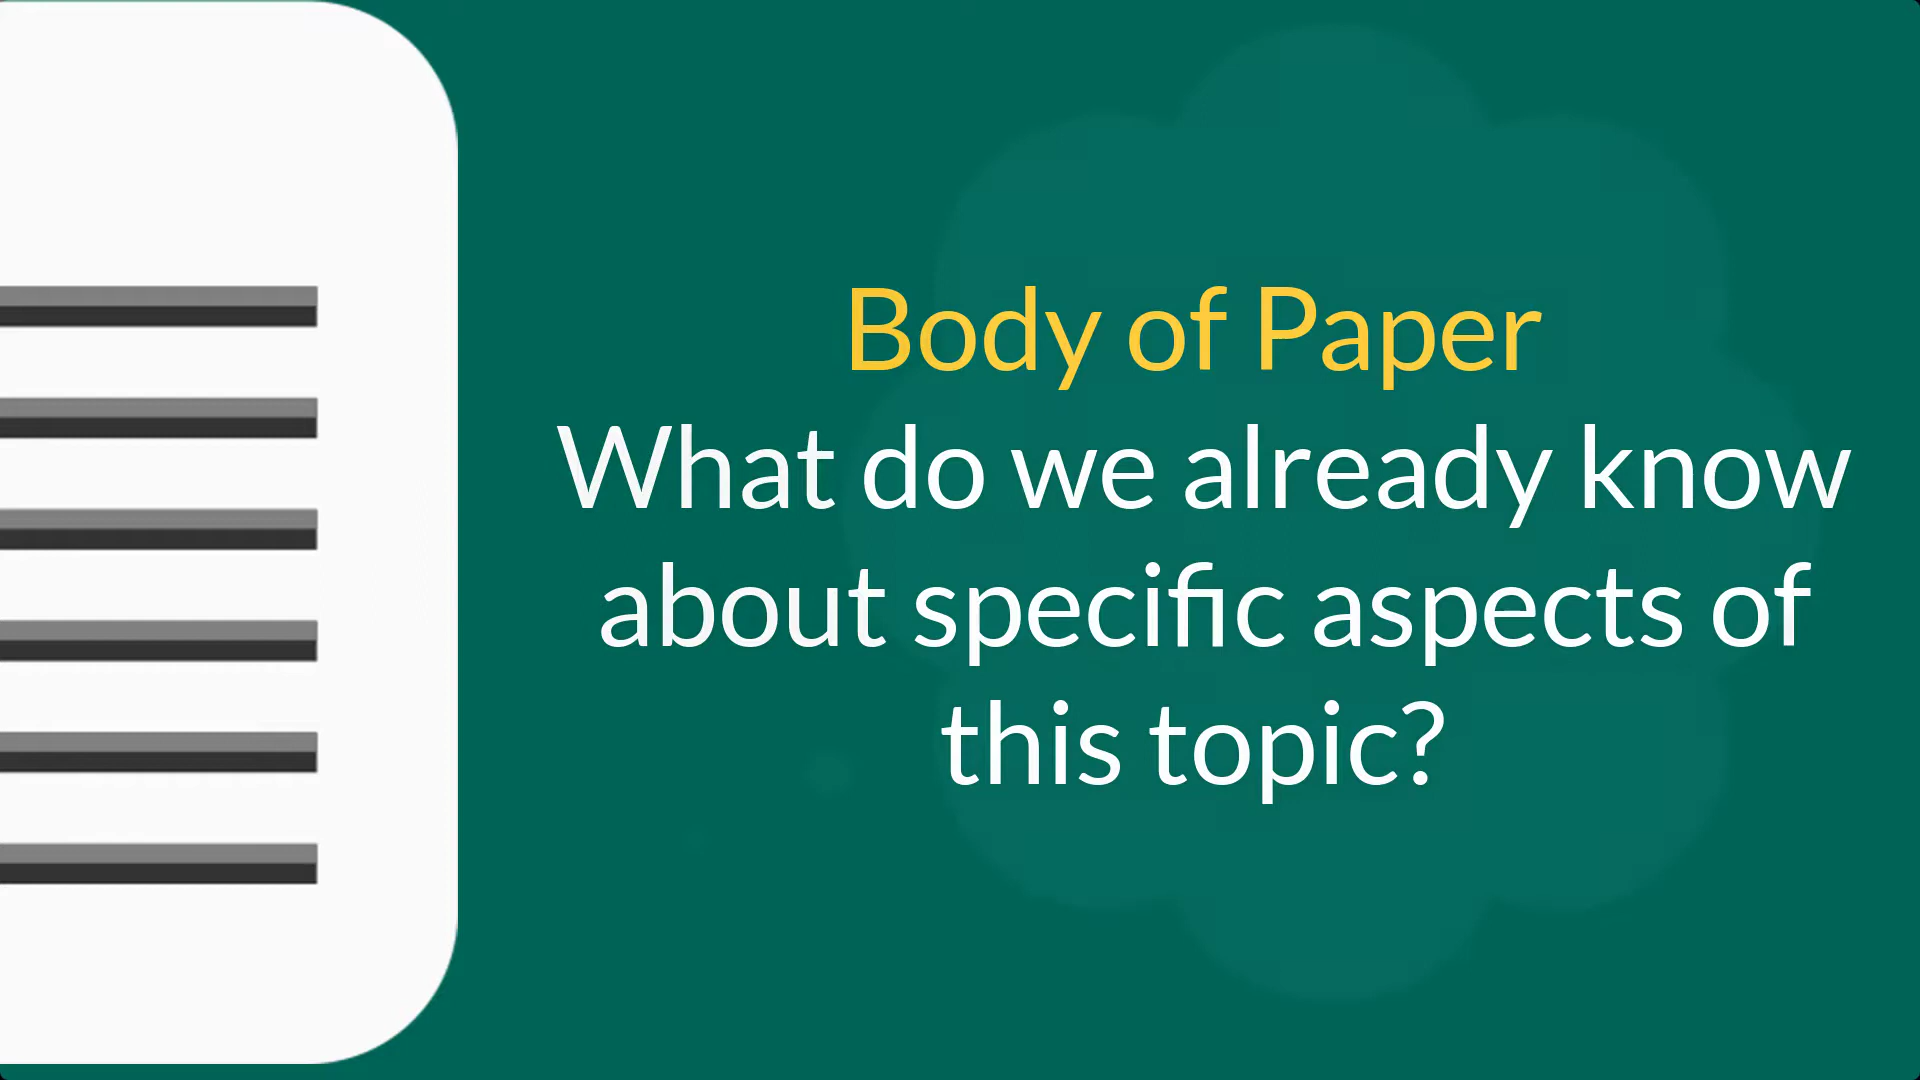 Body of Paper
What do we already know
about specific aspects of
this topic?